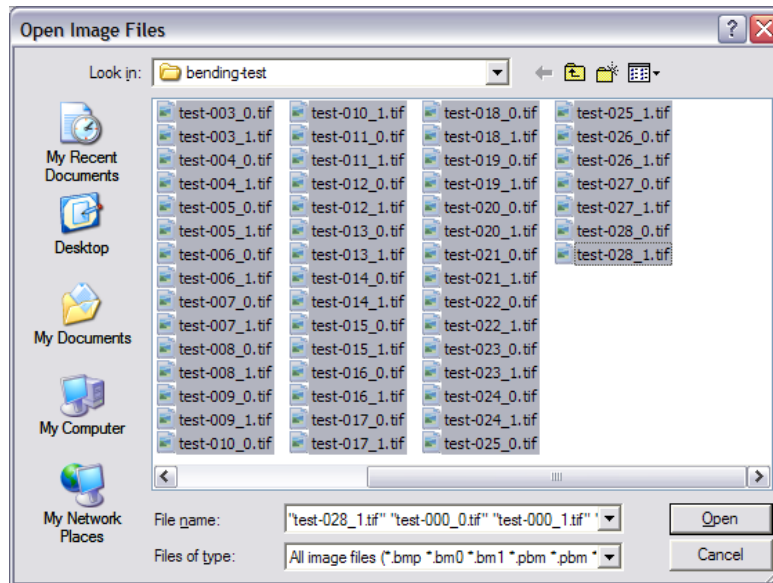 Open Image Files
Look in:
bending-test
My Recent
Documents
Desktop
My Documents
My Computer
My Network
Places
test-003_0.tif
test-003_1.tif
test-004_0.tif
test-004_1.tif
test-005_0.tif
test-005_1.tif
test-006_0.tif
test-006_1.tif
test-007_0.tif
test-007_1.tif
test-008_0.tif
test-008_1.tif
test-009_0.tif
test-009_1.tif
test-010_0.tif
test-010_1.tif
test-011_0.tif
test-011_1.tif
test-012_0.tif
test-012_1.tif
test-013_0.tif
test-013_1.tif
test-014_0.tif
test-014_1.tif
test-015_0.tif
test-015_1.tif
test-016_0.tif
test-016_1.tif
test-017_0.tif
test-017_1.tif
test-018_0.tif
test-018_1.tif
test-019_0.tif
test-019_1.tif
test-020_0.tif
test-020_1.tif
test-021_0.tif
test-021_1.tif
test-022_0.tif
test-022_1.tif
test-023_0.tif
test-023_1.tif
test-024_0.tif
test-024_1.tif
test-025_0.tif
test-025_1.tif
test-026_0.tif
test-026_1.tif
test-027_0.tif
test-027_1.tif
test-028_0.tif
test-028_1.tif
File name:
"test-028_1.tif" "test-000_0.tif" "test-000_1.tif" "
Open
Files of type:
All image files (*.bmp *.bm0 *.bm1 *.pbm *.pbm *
Cancel